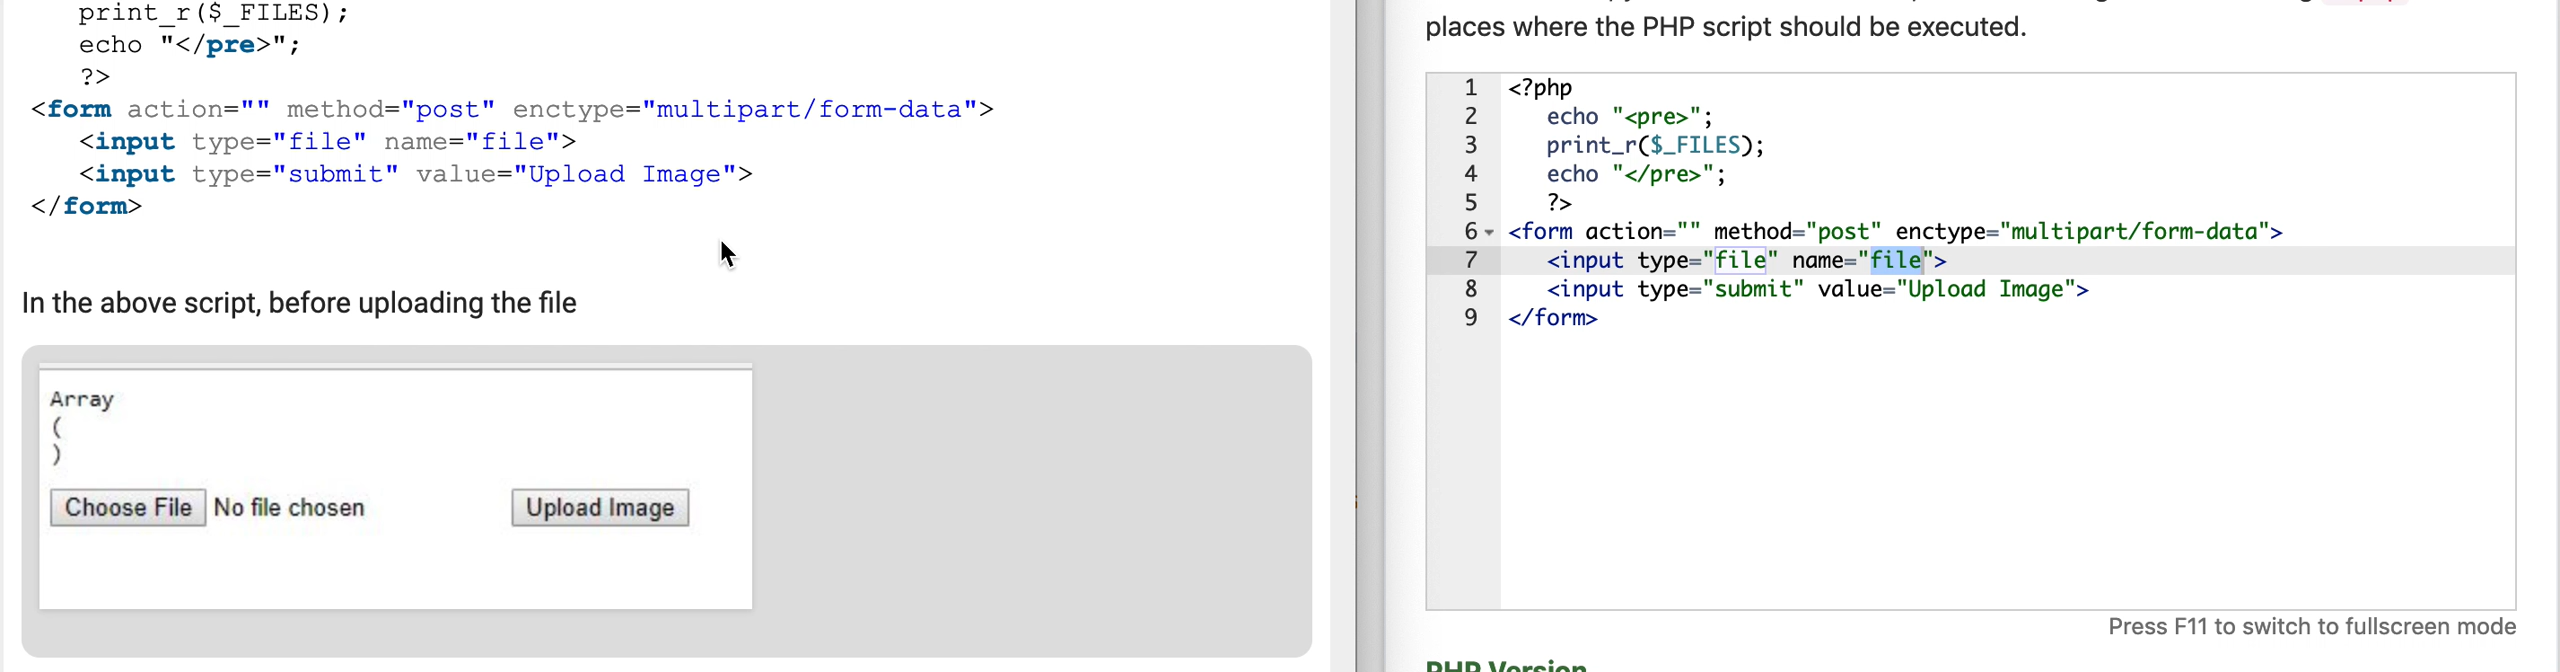 print_r($_FILES);
echo "</pre>";
?>
<form action="" method="post" enctype="multipart/form-data">
<input type="file" name="file">
<input type="submit" value="Upload Image">
</form>
In the above script, before uploading the file
Array
(
)
Choose File No file chosen Upload Image
places where the PHP script should be executed.
1 <?php
2 echo "<pre>";
3 print_r($_FILES);
4 echo "</pre>";
5 ?>
6 <form action="" method="post" enctype="multipart/form-data">
7 <input type="file" name="file">
8 <input type="submit" value="Upload Image">
9 </form>
Press F11 to switch to fullscreen mode
PHP Version